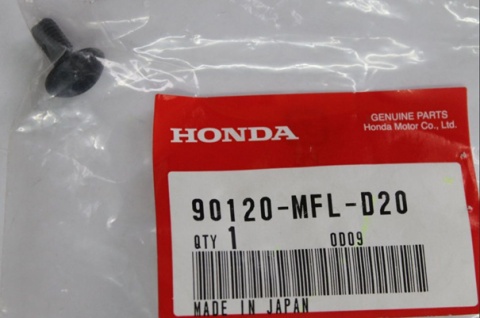 GENUINE PARTS
HONDA
Honda Motor Co., Ltd.
90120-MFL-D20
QTY 1 0D09
MADE IN JAPAN